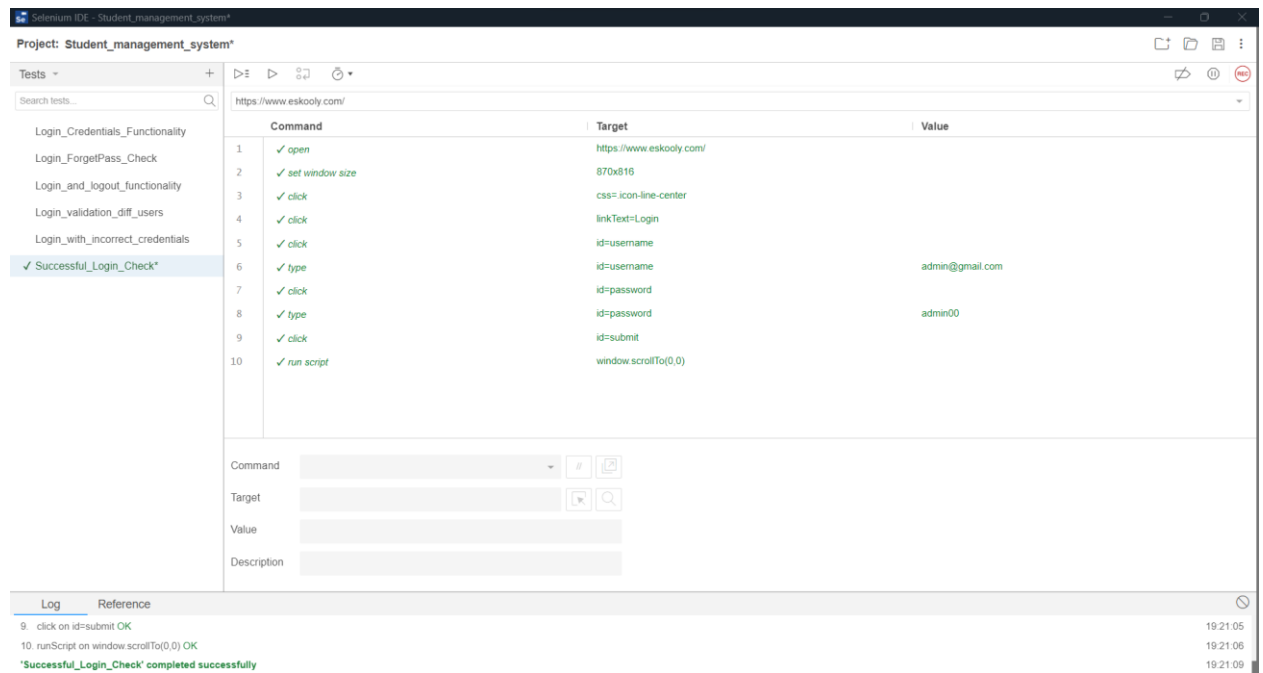 Selenium IDE - Student_management_system*
Project: Student_management_system*
Tests
Search tests...
https://www.eskooly.com/
Login_Credentials_Functionality
Login_ForgetPass_Check
Login_and_logout_functionality
Login_validation_diff_users
Login_with_incorrect_credentials
✓ Successful_Login_Check*
REC
Command Target Value
1 ✓ open https://www.eskooly.com/
2 ✓ set window size 870x816
3 ✓ click css=.icon-line-center
4 ✓ click linkText=Login
5 ✓ click id=username
6 ✓ type id=username admin@gmail.com
7 ✓ click id=password
8 ✓ type id=password admin00
9 ✓ click id=submit
10 ✓ run script window.scrollTo(0,0)
Command //
Target
Value
Description
Log Reference
9. click on id=submit OK 19:21:05
10. runScript on window.scrollTo(0,0) OK 19:21:06
'Successful_Login_Check' completed successfully 19:21:09